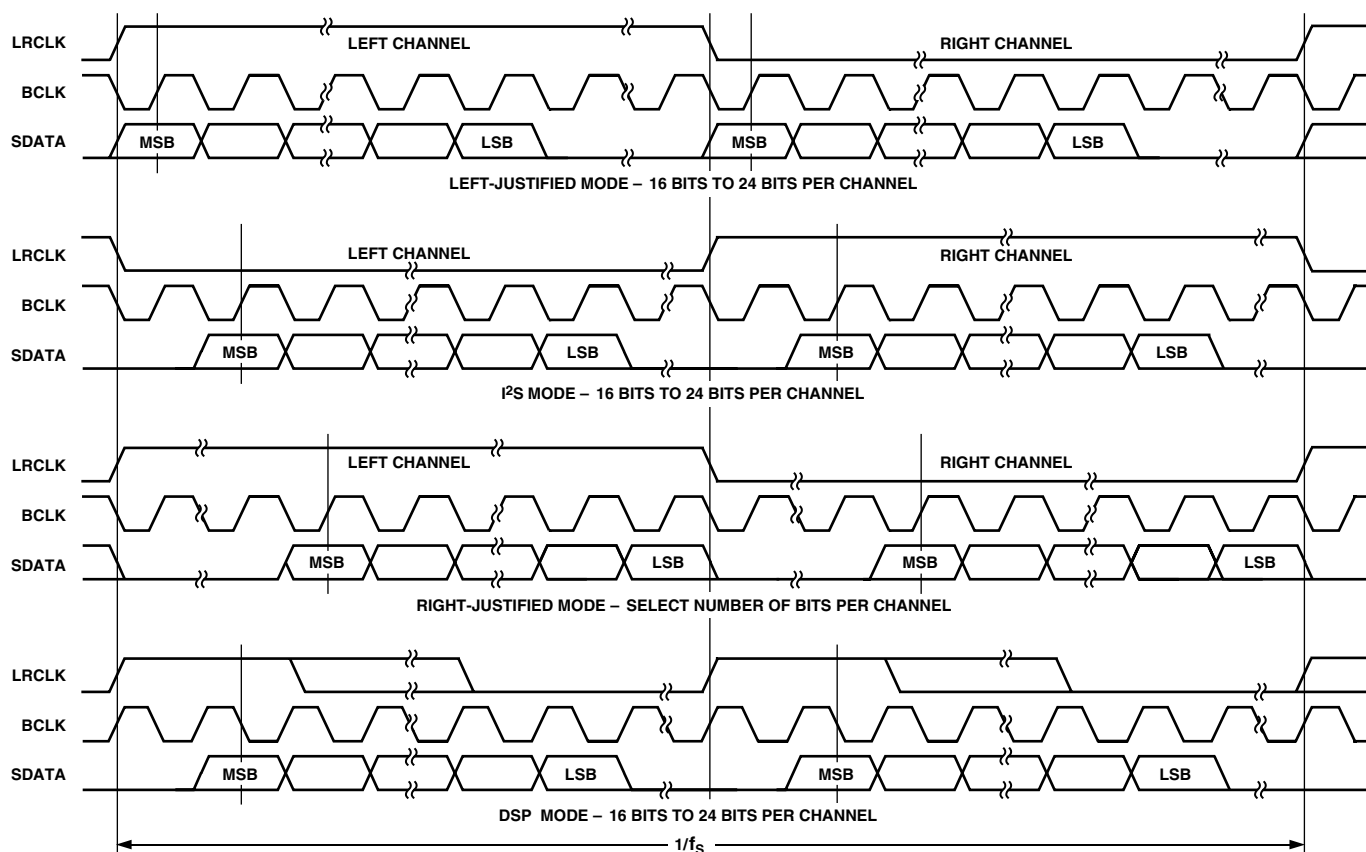 LRCLK LEFT CHANNEL RIGHT CHANNEL
BCLK
SDATA MSB LSB MSB LSB
LEFT-JUSTIFIED MODE – 16 BITS TO 24 BITS PER CHANNEL
LRCLK LEFT CHANNEL RIGHT CHANNEL
BCLK
SDATA MSB LSB MSB LSB
I²S MODE – 16 BITS TO 24 BITS PER CHANNEL
LRCLK LEFT CHANNEL RIGHT CHANNEL
BCLK
SDATA MSB LSB MSB LSB
RIGHT-JUSTIFIED MODE – SELECT NUMBER OF BITS PER CHANNEL
LRCLK
BCLK
SDATA MSB LSB MSB LSB
DSP MODE – 16 BITS TO 24 BITS PER CHANNEL
1/fS